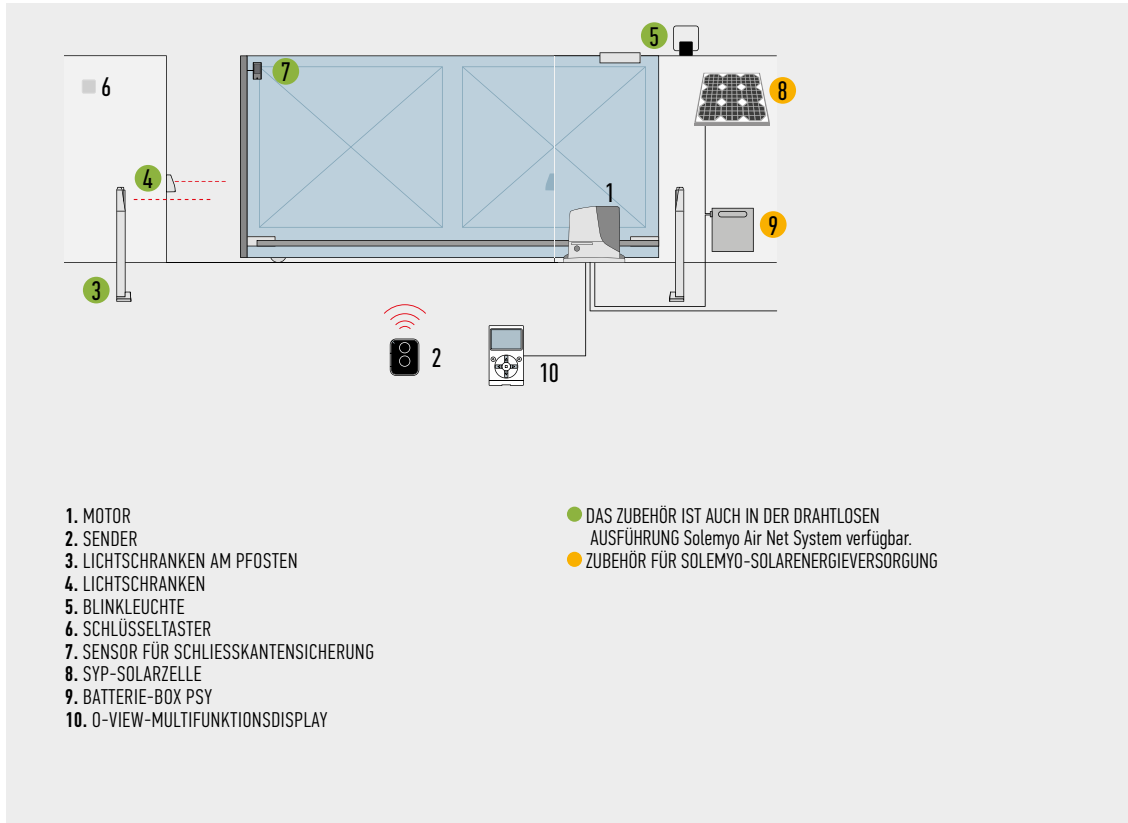 5
7
6
8
4
1
9
3
2
10
1. MOTOR
2. SENDER
3. LICHTSCHRANKEN AM PFOSTEN
4. LICHTSCHRANKEN
5. BLINKLEUCHTE
6. SCHLÜSSELTASTER
7. SENSOR FÜR SCHLIESSKANTENSICHERUNG
8. SYP-SOLARZELLE
9. BATTERIE-BOX PSY
10. O-VIEW-MULTIFUNKTIONSDISPLAY
DAS ZUBEHÖR IST AUCH IN DER DRAHTLOSEN
AUSFÜHRUNG Solemyo Air Net System verfügbar.
ZUBEHÖR FÜR SOLEMYO-SOLARENERGIEVERSORGUNG